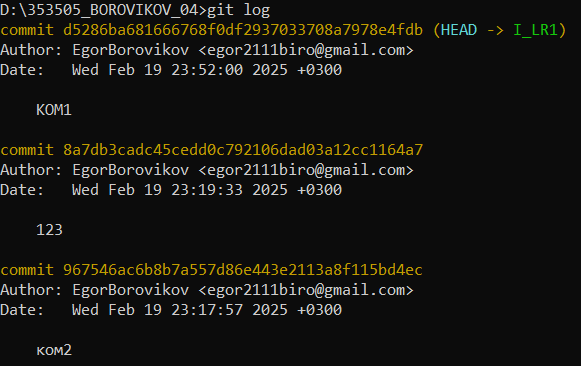 D:\353505_BOROVIKOV_04>git log
commit d5286ba681666768f0df2937033708a7978e4fdb (HEAD -> I_LR1)
Author: EgorBorovikov <egor2111biro@gmail.com>
Date:   Wed Feb 19 23:52:00 2025 +0300
КОМ1
commit 8a7db3cadc45cedd0c792106dad03a12cc1164a7
Author: EgorBorovikov <egor2111biro@gmail.com>
Date:   Wed Feb 19 23:19:33 2025 +0300
123
commit 967546ac6b8b7a557d86e443e2113a8f115bd4ec
Author: EgorBorovikov <egor2111biro@gmail.com>
Date:   Wed Feb 19 23:17:57 2025 +0300
ком2